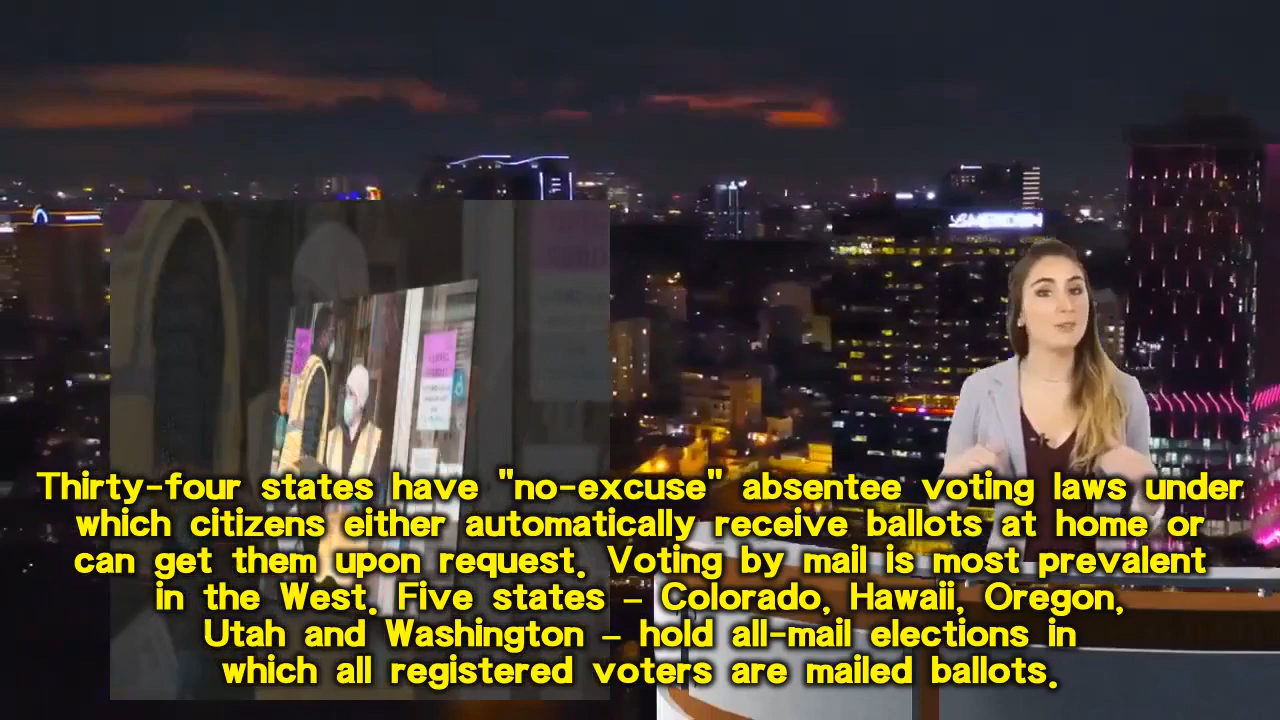 Thirty-four states have "no-excuse" absentee voting laws under
which citizens either automatically receive ballots at home or
can get them upon request. Voting by mail is most prevalent
in the West. Five states – Colorado, Hawaii, Oregon,
Utah and Washington – hold all-mail elections in
which all registered voters are mailed ballots.